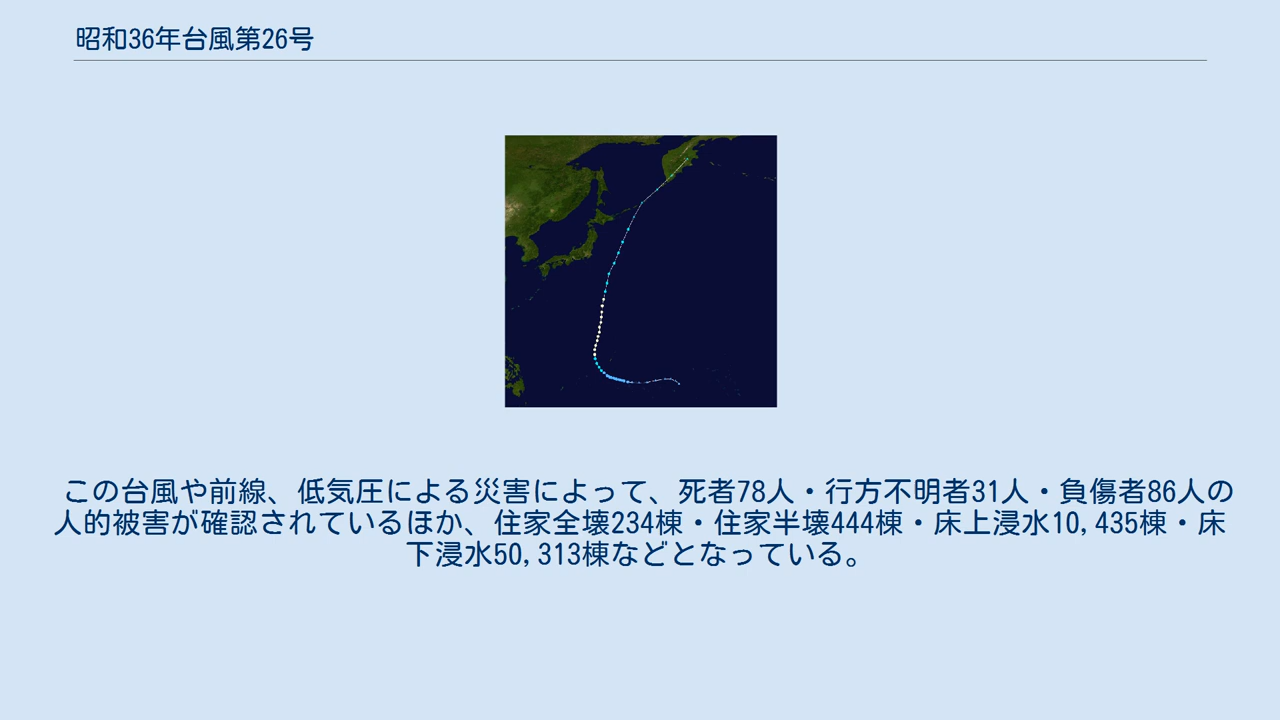 昭和36年台風第26号
この台風や前線、低気圧による災害によって、死者78人・行方不明者31人・負傷者86人の
人的被害が確認されているほか、住家全壊234棟・住家半壊444棟・床上浸水10,435棟・床
下浸水50,313棟などとなっている。